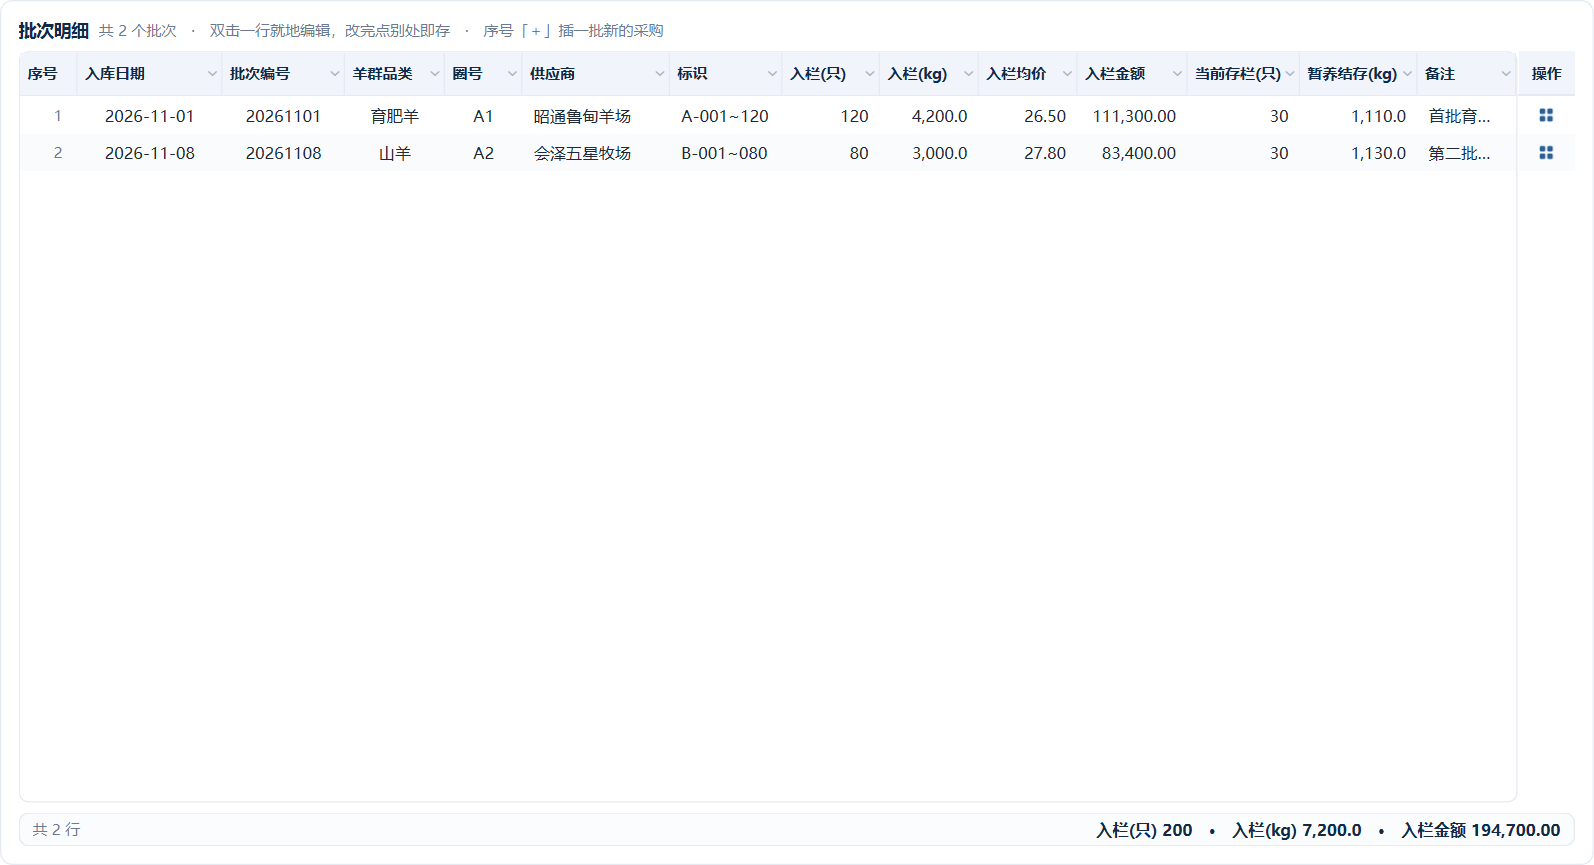 批次明细 共 2 个批次 · 双击一行就地编辑，改完点别处即存 · 序号「 + 」插一批新的采购
序号 入库日期 批次编号 羊群品类 圈号 供应商 标识 入栏(只) 入栏(kg) 入栏均价 入栏金额 当前存栏(只) 暂养结存(kg) 备注 操作
1 2026-11-01 20261101 育肥羊 A1 昭通鲁甸羊场 A-001~120 120 4,200.0 26.50 111,300.00 30 1,110.0 首批育...
2 2026-11-08 20261108 山羊 A2 会泽五星牧场 B-001~080 80 3,000.0 27.80 83,400.00 30 1,130.0 第二批...
共 2 行 入栏(只) 200 • 入栏(kg) 7,200.0 • 入栏金额 194,700.00